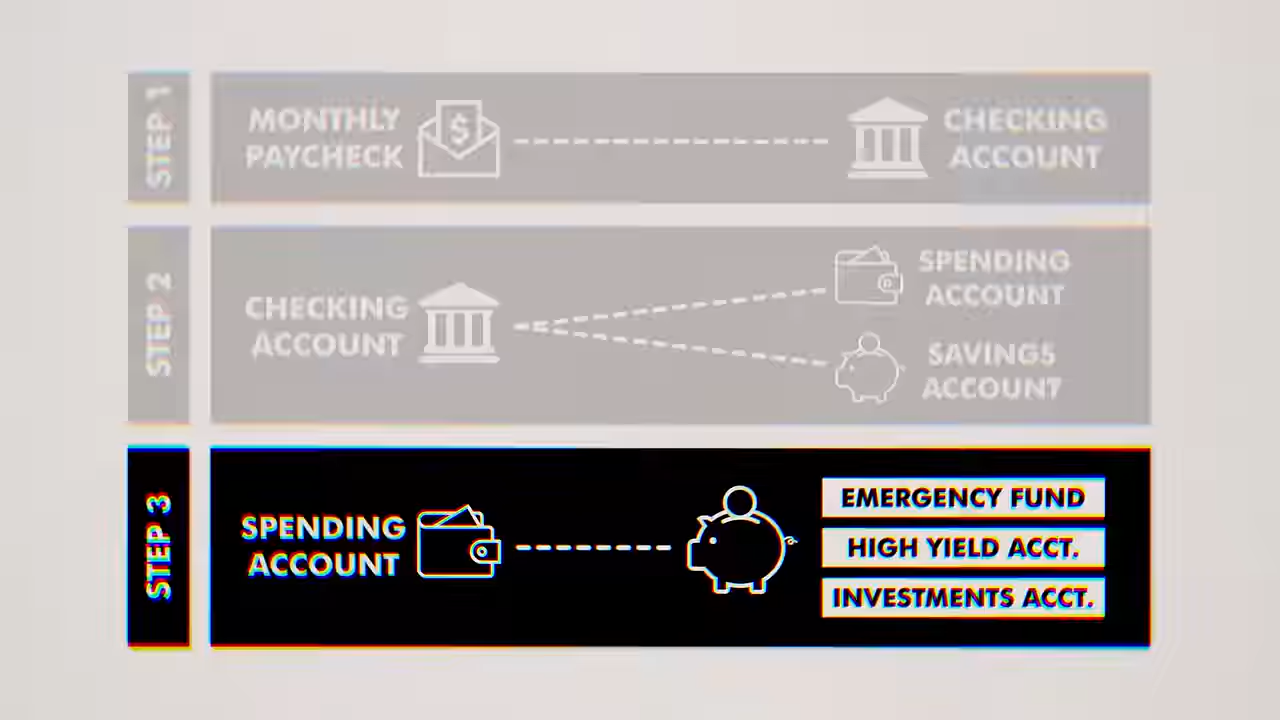 STEP 1
MONTHLY
PAYCHECK
$
CHECKING
ACCOUNT
STEP 2
CHECKING
ACCOUNT
SPENDING
ACCOUNT
SAVINGS
ACCOUNT
STEP 3
SPENDING
ACCOUNT
EMERGENCY FUND
HIGH YIELD ACCT.
INVESTMENTS ACCT.